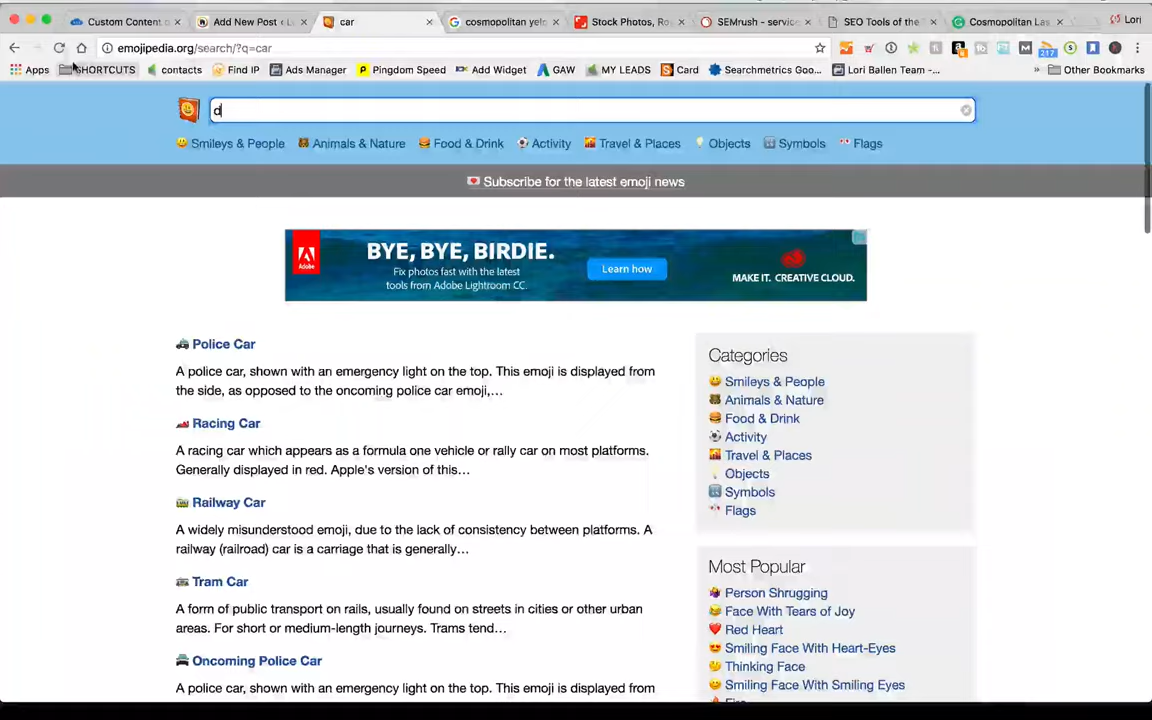 Custom Content
Add New Post ‹ L
car
cosmopolitan yel
Stock Photos, Ro
SEMrush - servic
SEO Tools of the
Cosmopolitan Las
Lori
emojipedia.org/search/?q=car
217
Apps
SHORTCUTS
contacts
Find IP
Ads Manager
Pingdom Speed
Add Widget
GAW
MY LEADS
Card
Searchmetrics Goo...
Lori Ballen Team -...
»
Other Bookmarks
d
Smileys & People
Animals & Nature
Food & Drink
Activity
Travel & Places
Objects
Symbols
Flags
Subscribe for the latest emoji news
Adobe
BYE, BYE, BIRDIE.
Fix photos fast with the latest
tools from Adobe Lightroom CC.
Learn how
MAKE IT. CREATIVE CLOUD.
Police Car
A police car, shown with an emergency light on the top. This emoji is displayed from
the side, as opposed to the oncoming police car emoji,…
Racing Car
A racing car which appears as a formula one vehicle or rally car on most platforms.
Generally displayed in red. Apple's version of this…
Railway Car
A widely misunderstood emoji, due to the lack of consistency between platforms. A
railway (railroad) car is a carriage that is generally…
Tram Car
A form of public transport on rails, usually found on streets in cities or other urban
areas. For short or medium-length journeys. Trams tend…
Oncoming Police Car
A police car, shown with an emergency light on the top. This emoji is displayed from
Categories
Smileys & People
Animals & Nature
Food & Drink
Activity
Travel & Places
Objects
Symbols
Flags
Most Popular
Person Shrugging
Face With Tears of Joy
Red Heart
Smiling Face With Heart-Eyes
Thinking Face
Smiling Face With Smiling Eyes